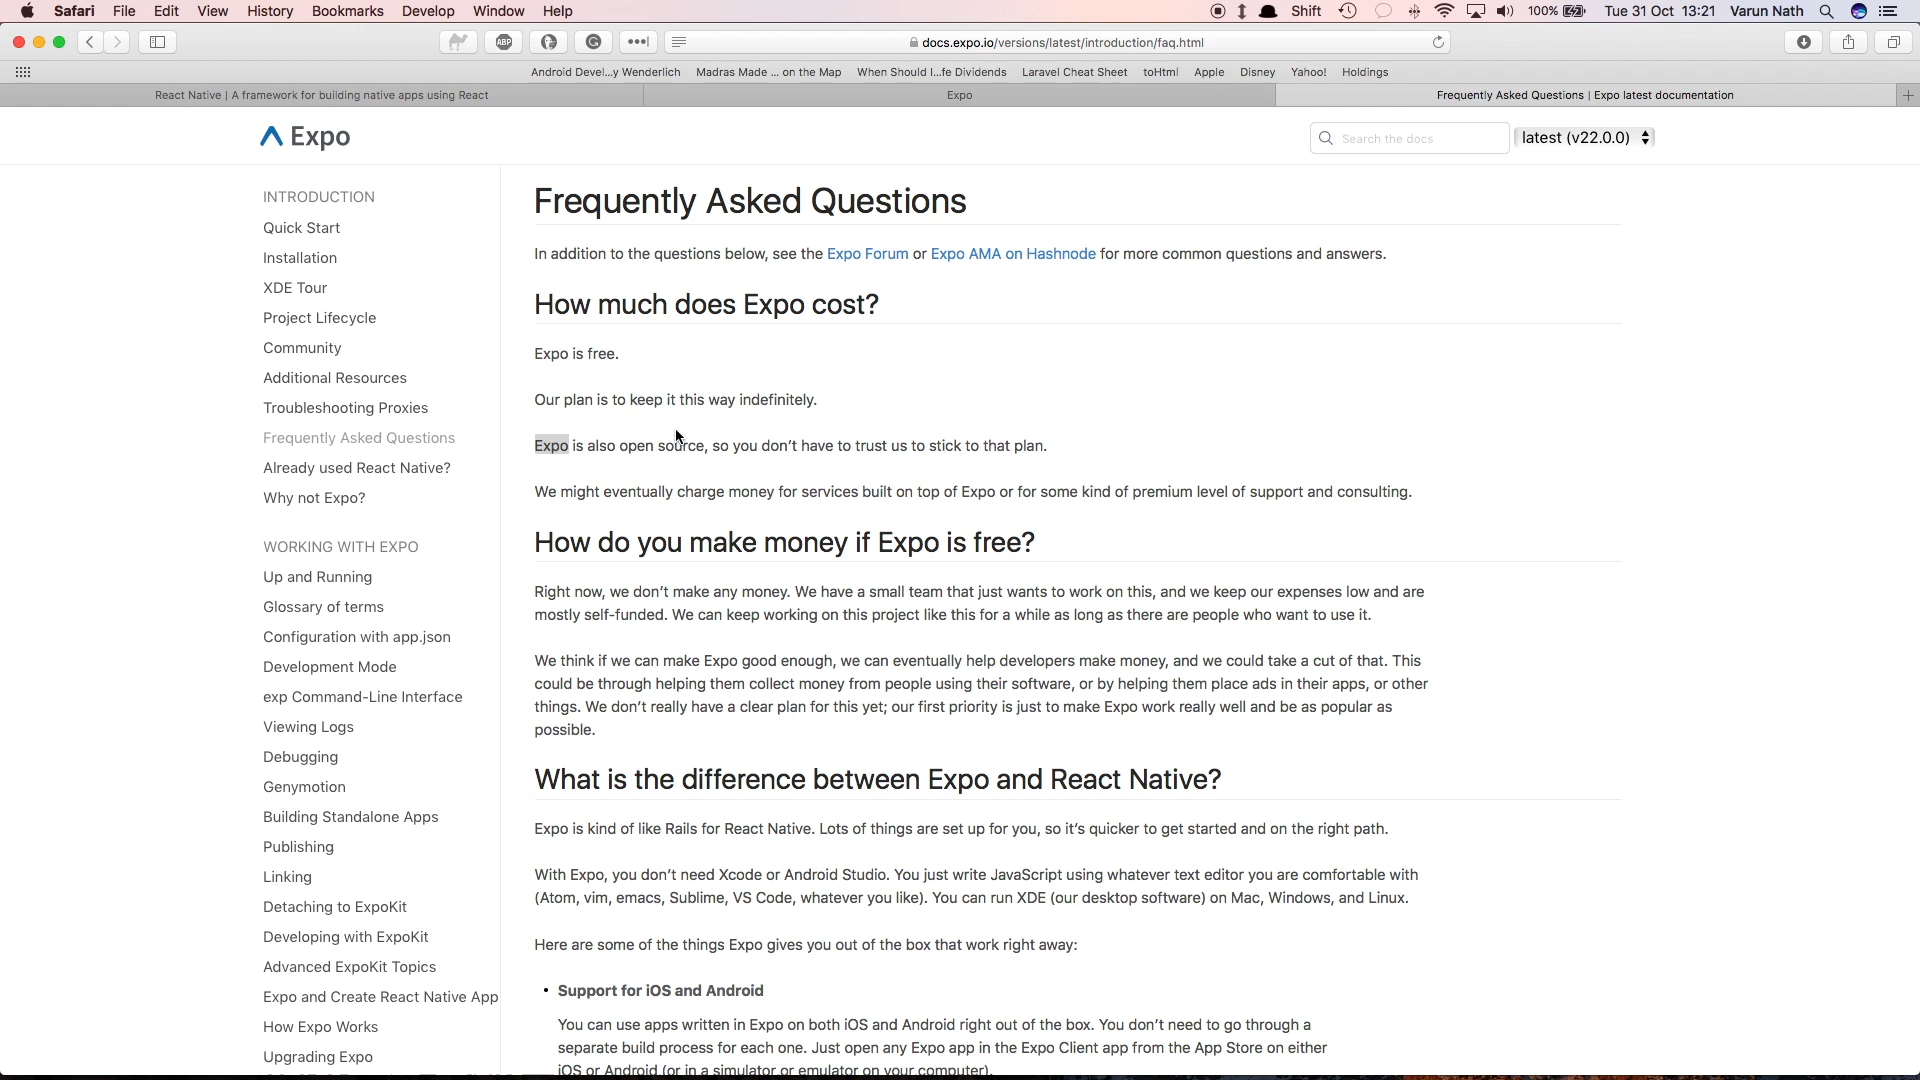 Safari File Edit View History Bookmarks Develop Window Help Shift 100% Tue 31 Oct 13:21 Varun Nath
ABP docs.expo.io/versions/latest/introduction/faq.html
Android Devel...y Wenderlich Madras Made ... on the Map When Should I...fe Dividends Laravel Cheat Sheet toHtml Apple Disney Yahoo! Holdings
React Native | A framework for building native apps using React Expo Frequently Asked Questions | Expo latest documentation
Expo Search the docs latest (v22.0.0)
INTRODUCTION
Quick Start
Installation
XDE Tour
Project Lifecycle
Community
Additional Resources
Troubleshooting Proxies
Frequently Asked Questions
Already used React Native?
Why not Expo?
WORKING WITH EXPO
Up and Running
Glossary of terms
Configuration with app.json
Development Mode
exp Command-Line Interface
Viewing Logs
Debugging
Genymotion
Building Standalone Apps
Publishing
Linking
Detaching to ExpoKit
Developing with ExpoKit
Advanced ExpoKit Topics
Expo and Create React Native App
How Expo Works
Upgrading Expo
Frequently Asked Questions
In addition to the questions below, see the Expo Forum or Expo AMA on Hashnode for more common questions and answers.
How much does Expo cost?
Expo is free.
Our plan is to keep it this way indefinitely.
Expo is also open source, so you don't have to trust us to stick to that plan.
We might eventually charge money for services built on top of Expo or for some kind of premium level of support and consulting.
How do you make money if Expo is free?
Right now, we don't make any money. We have a small team that just wants to work on this, and we keep our expenses low and are
mostly self-funded. We can keep working on this project like this for a while as long as there are people who want to use it.
We think if we can make Expo good enough, we can eventually help developers make money, and we could take a cut of that. This
could be through helping them collect money from people using their software, or by helping them place ads in their apps, or other
things. We don't really have a clear plan for this yet; our first priority is just to make Expo work really well and be as popular as
possible.
What is the difference between Expo and React Native?
Expo is kind of like Rails for React Native. Lots of things are set up for you, so it's quicker to get started and on the right path.
With Expo, you don't need Xcode or Android Studio. You just write JavaScript using whatever text editor you are comfortable with
(Atom, vim, emacs, Sublime, VS Code, whatever you like). You can run XDE (our desktop software) on Mac, Windows, and Linux.
Here are some of the things Expo gives you out of the box that work right away:
• Support for iOS and Android
You can use apps written in Expo on both iOS and Android right out of the box. You don't need to go through a
separate build process for each one. Just open any Expo app in the Expo Client app from the App Store on either
iOS or Android (or in a simulator or emulator on your computer).